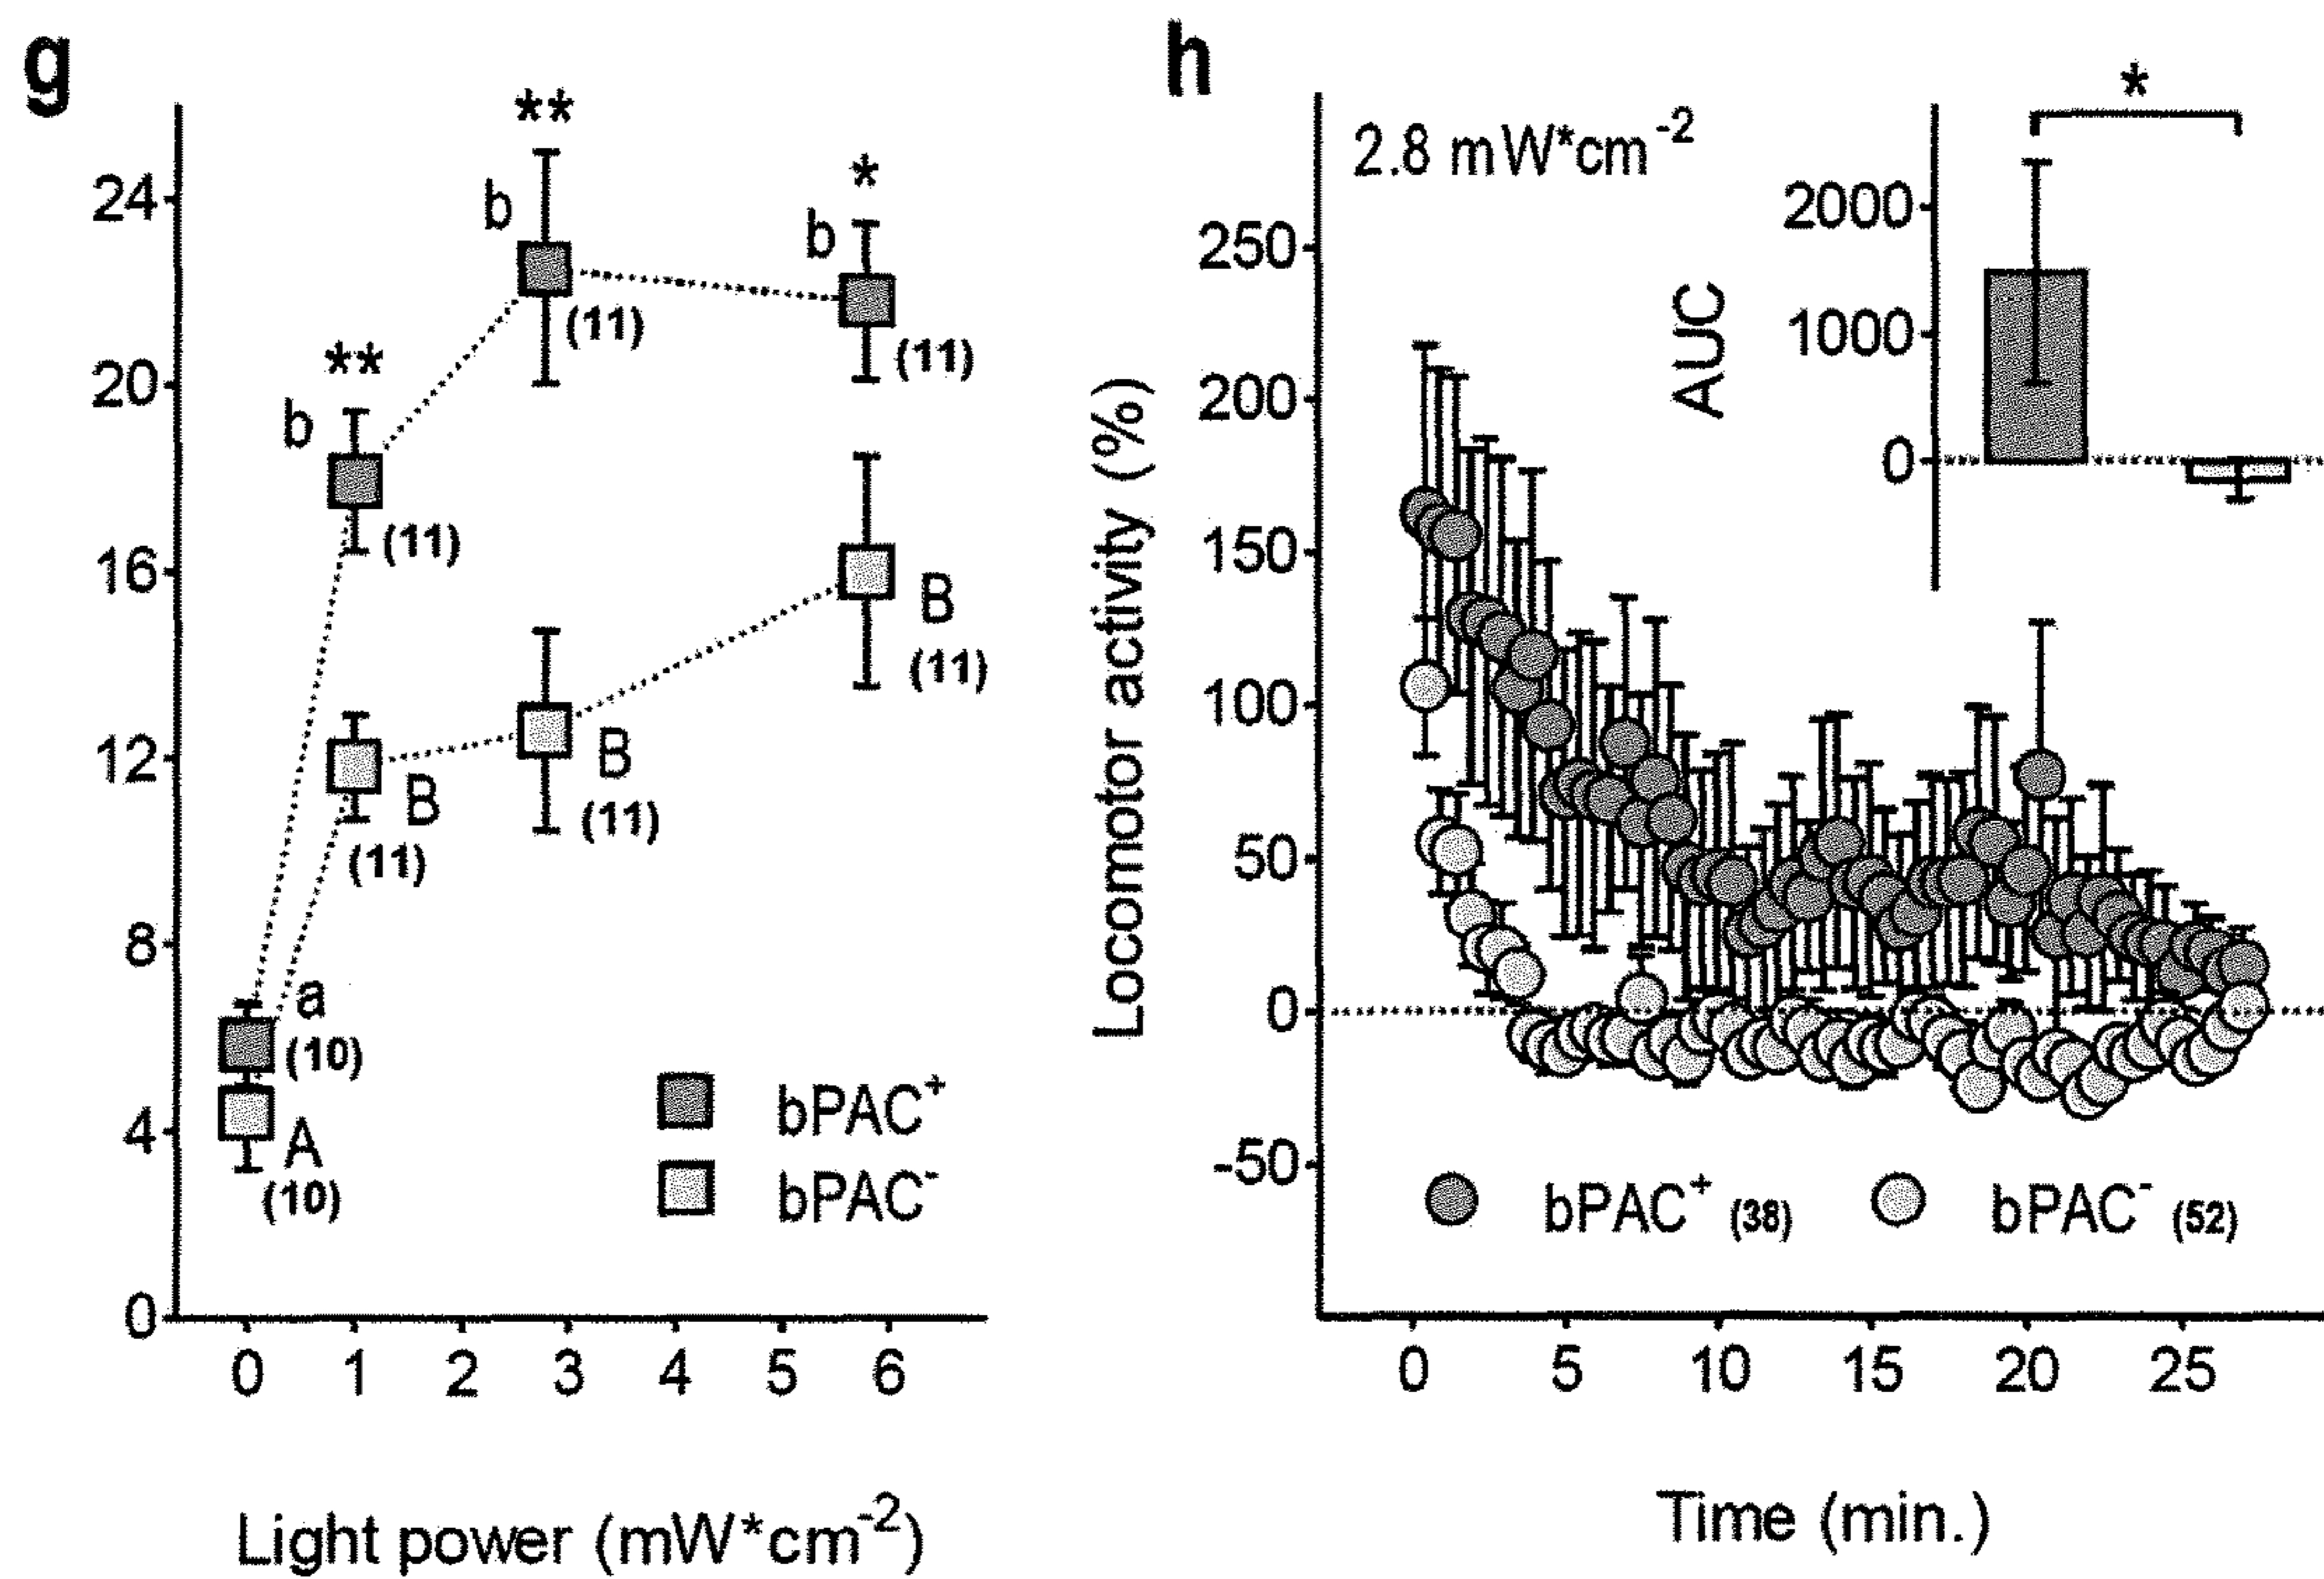 g
24
20
16
12
8
4
0
**
**
*
b
b
b
(11)
(11)
(11)
B
(11)
B
(11)
B
(11)
a
(10)
A
(10)
bPAC+
bPAC-
0 1 2 3 4 5 6
Light power (mW*cm-2)
h
2.8 mW*cm-2
Locomotor activity (%)
250
200
150
100
50
0
-50
*
AUC
2000
1000
0
bPAC+ (38) bPAC- (52)
0 5 10 15 20 25
Time (min.)